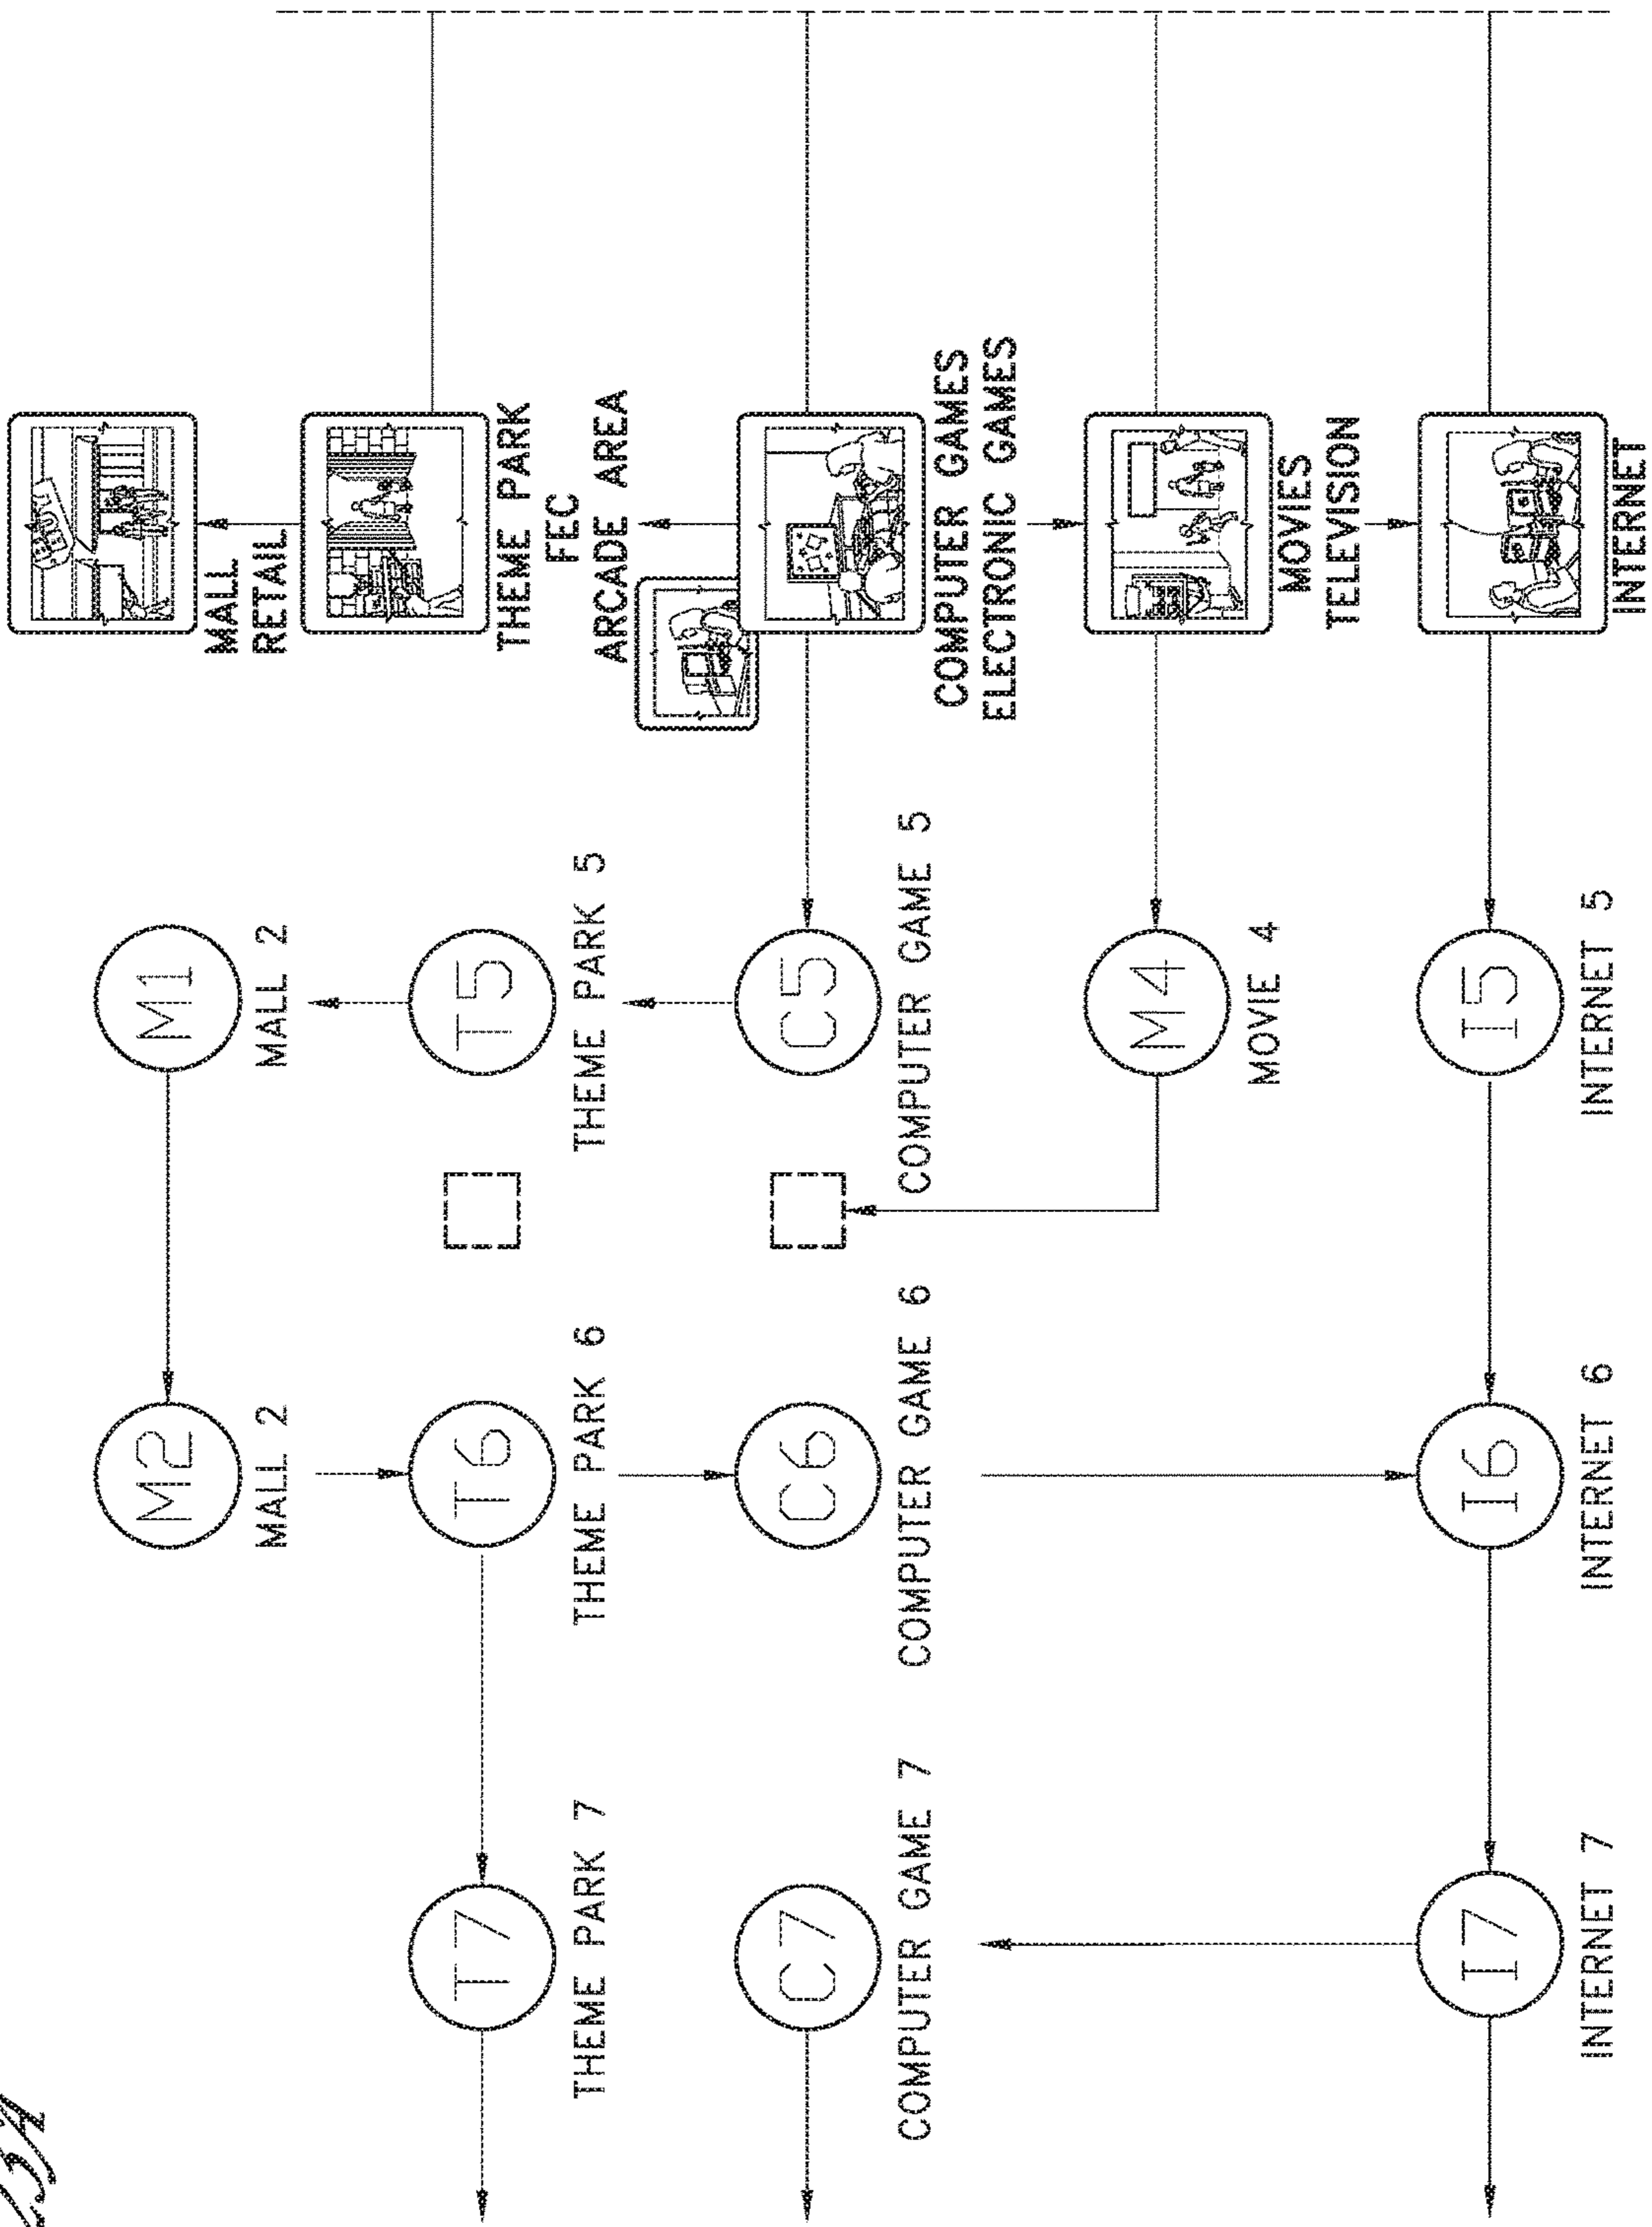 M2 M1
MALL 2 MALL 2
MALL
RETAIL
T7 T6 T5
THEME PARK 7 THEME PARK 6 THEME PARK 5
THEME PARK
FEC
ARCADE AREA
C7 C6 C5
COMPUTER GAME 7 COMPUTER GAME 6 COMPUTER GAME 5
COMPUTER GAMES
ELECTRONIC GAMES
M4
MOVIE 4
MOVIES
TELEVISION
I7 I6 I5
INTERNET 7 INTERNET 6 INTERNET 5
INTERNET